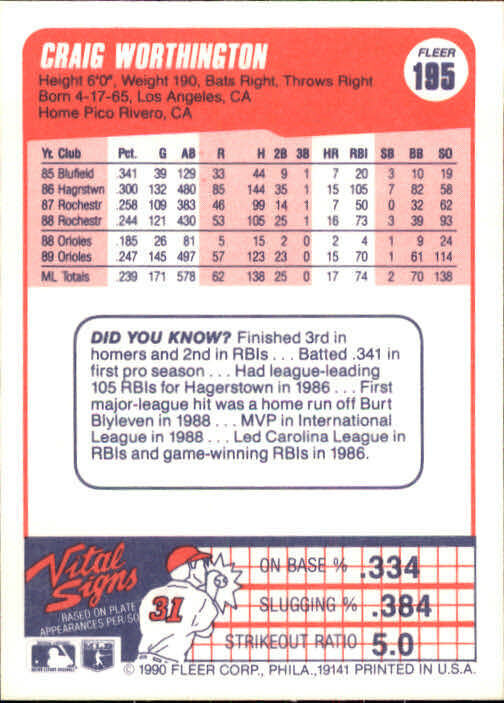 CRAIG WORTHINGTON
FLEER
195
Height 6'0", Weight 190, Bats Right, Throws Right
Born 4-17-65, Los Angeles, CA
Home Pico Rivero, CA
Yr. Club Pct. G AB R H 2B 3B HR RBI SB BB SO
85 Blufield .341 39 129 33 44 9 1 7 20 3 10 19
86 Hagrstwn .300 132 480 85 144 35 1 15 105 7 82 58
87 Rochestr .258 109 383 46 99 14 1 7 50 0 32 62
88 Rochestr .244 121 430 53 105 25 1 16 73 3 39 93
88 Orioles .185 26 81 5 15 2 0 2 4 1 9 24
89 Orioles .247 145 497 57 123 23 0 15 70 1 61 114
ML Totals .239 171 578 62 138 25 0 17 74 2 70 138
DID YOU KNOW? Finished 3rd in
homers and 2nd in RBIs . . . Batted .341 in
first pro season . . . Had league-leading
105 RBIs for Hagerstown in 1986 . . . First
major-league hit was a home run off Burt
Blyleven in 1988 . . . MVP in International
League in 1988 . . . Led Carolina League in
RBIs and game-winning RBIs in 1986.
Vital
Signs
BASED ON PLATE
APPEARANCES PER/SO
31
ON BASE % .334
SLUGGING % .384
STRIKEOUT RATIO 5.0
© 1990 FLEER CORP., PHILA., 19141 PRINTED IN U.S.A.